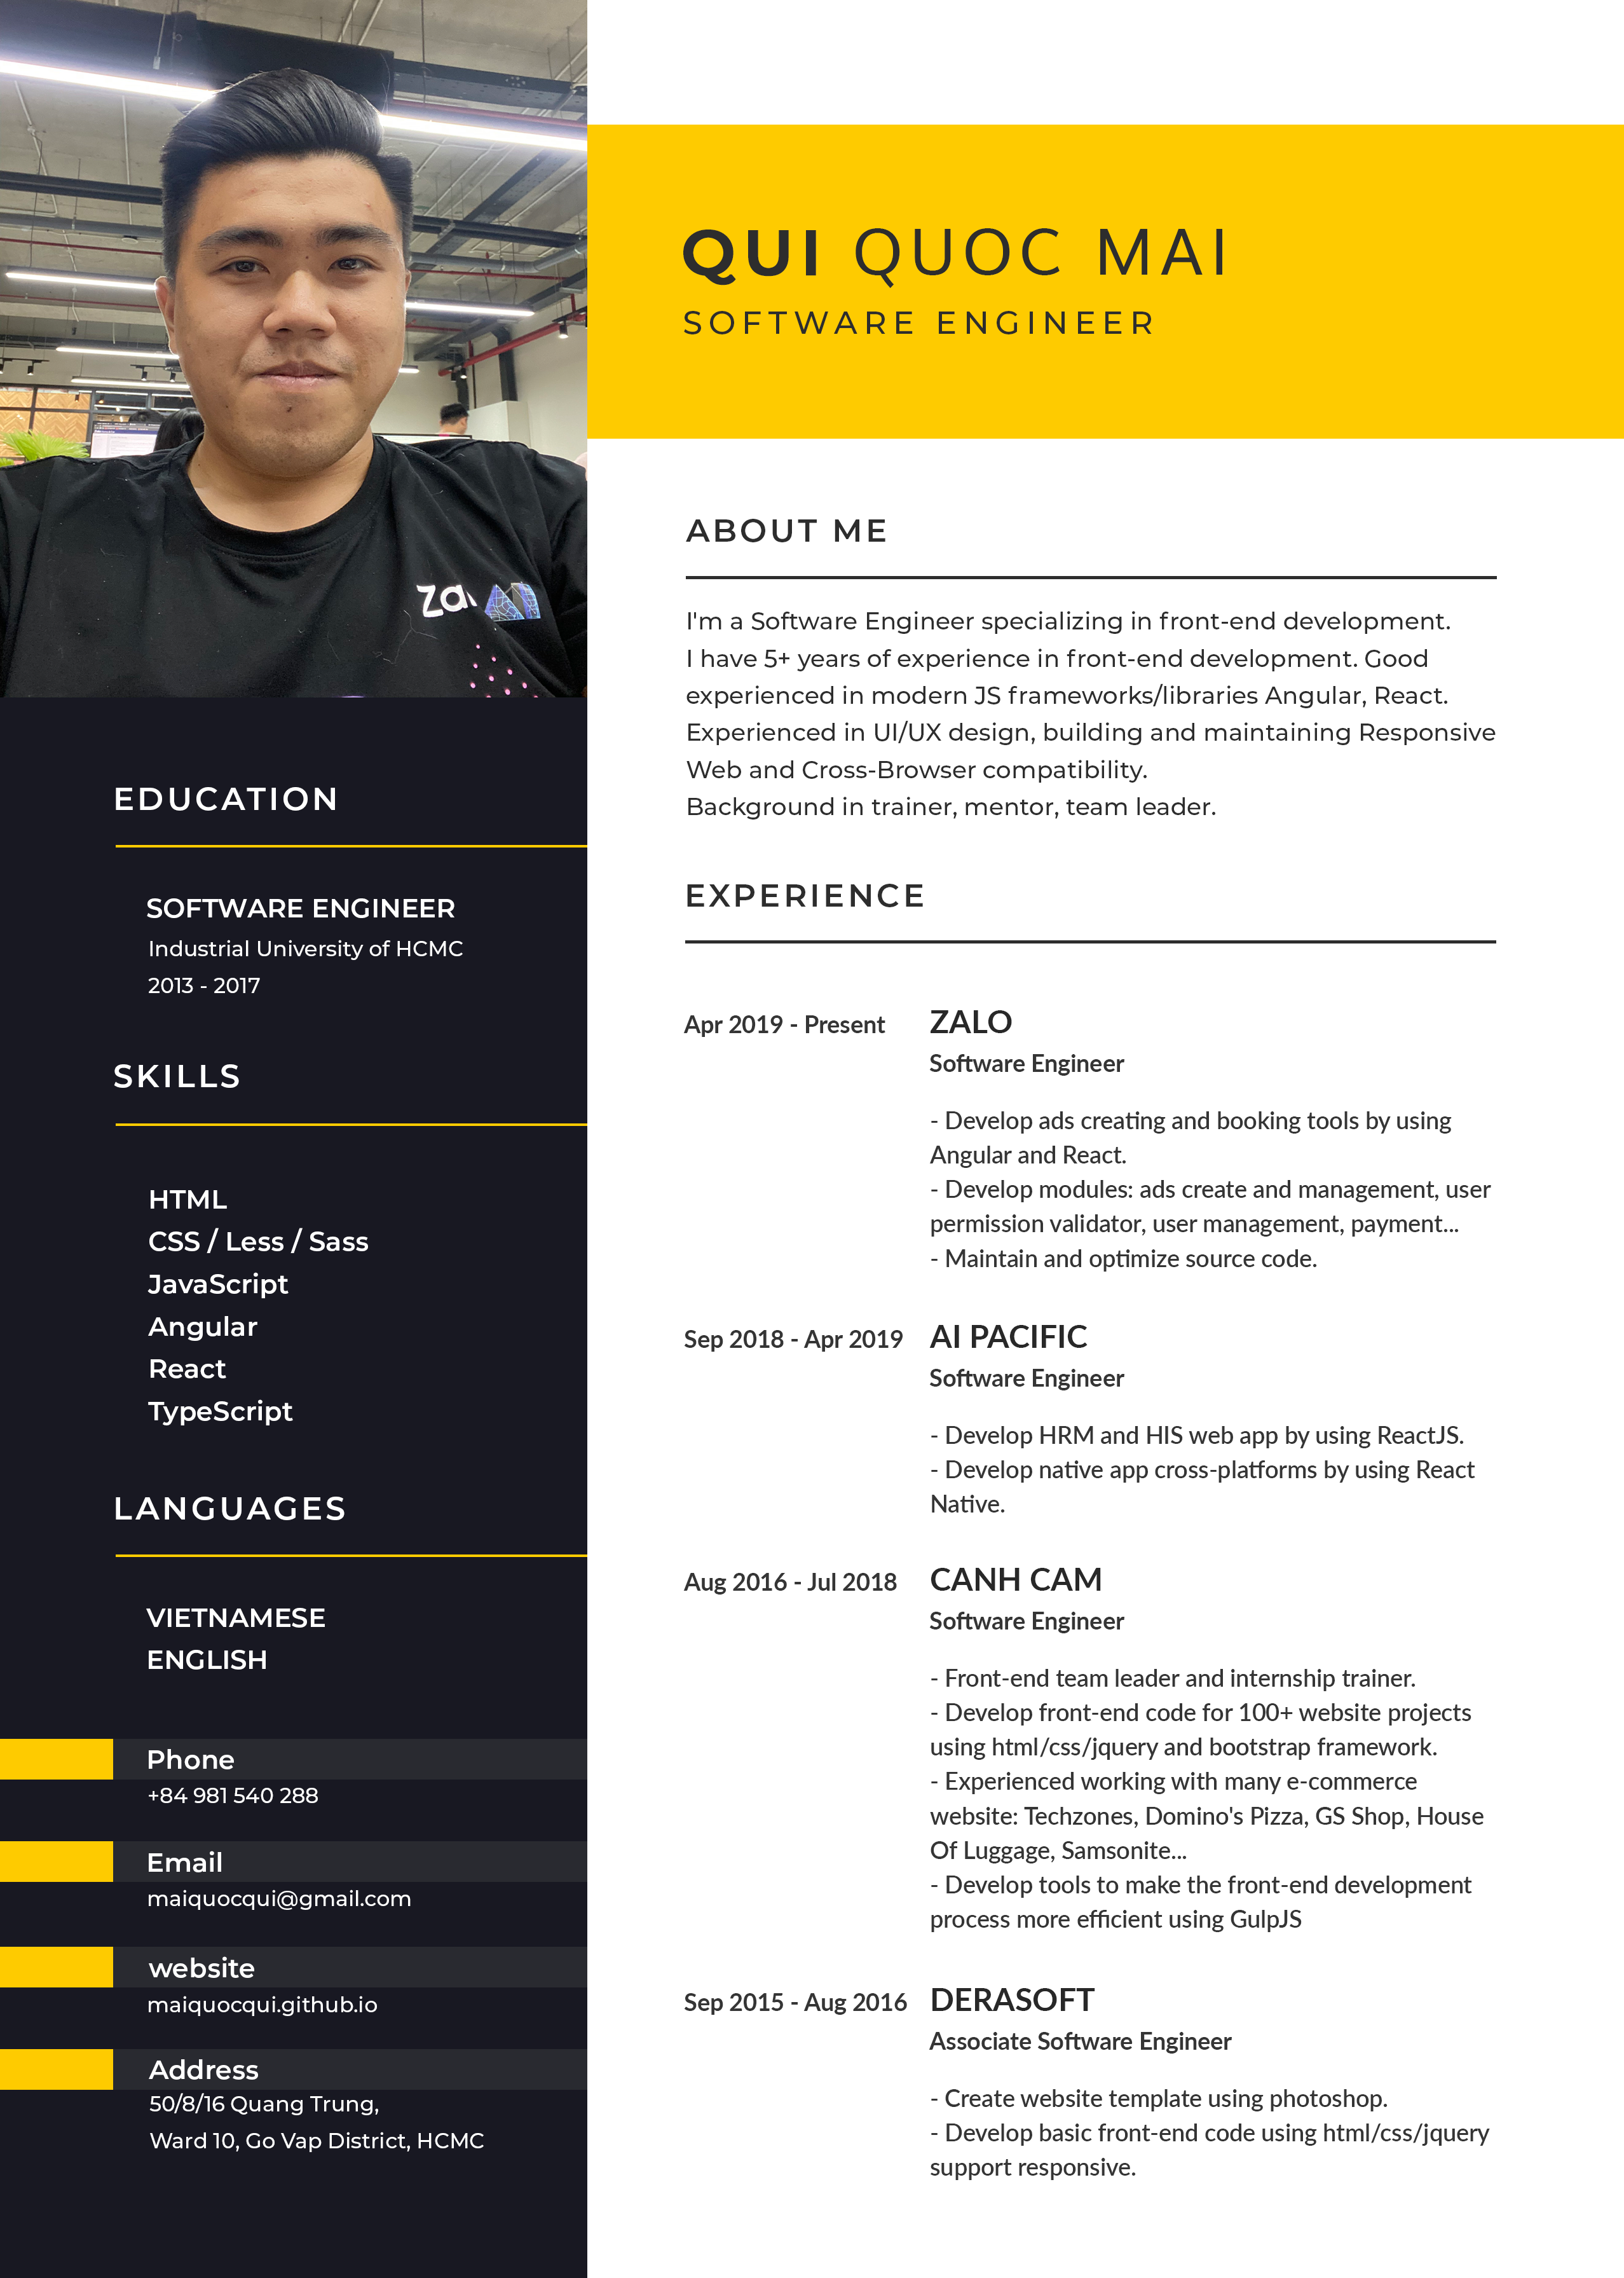 Zalo AI
EDUCATION
SOFTWARE ENGINEER
Industrial University of HCMC
2013 - 2017
SKILLS
HTML
CSS / Less / Sass
JavaScript
Angular
React
TypeScript
LANGUAGES
VIETNAMESE
ENGLISH
Phone
+84 981 540 288
Email
maiquocqui@gmail.com
website
maiquocqui.github.io
Address
50/8/16 Quang Trung,
Ward 10, Go Vap District, HCMC
QUI QUOC MAI
SOFTWARE ENGINEER
ABOUT ME
I'm a Software Engineer specializing in front-end development.
I have 5+ years of experience in front-end development. Good
experienced in modern JS frameworks/libraries Angular, React.
Experienced in UI/UX design, building and maintaining Responsive
Web and Cross-Browser compatibility.
Background in trainer, mentor, team leader.
EXPERIENCE
Apr 2019 - Present ZALO
Software Engineer
- Develop ads creating and booking tools by using
Angular and React.
- Develop modules: ads create and management, user
permission validator, user management, payment...
- Maintain and optimize source code.
Sep 2018 - Apr 2019 AI PACIFIC
Software Engineer
- Develop HRM and HIS web app by using ReactJS.
- Develop native app cross-platforms by using React
Native.
Aug 2016 - Jul 2018 CANH CAM
Software Engineer
- Front-end team leader and internship trainer.
- Develop front-end code for 100+ website projects
using html/css/jquery and bootstrap framework.
- Experienced working with many e-commerce
website: Techzones, Domino's Pizza, GS Shop, House
Of Luggage, Samsonite...
- Develop tools to make the front-end development
process more efficient using GulpJS
Sep 2015 - Aug 2016 DERASOFT
Associate Software Engineer
- Create website template using photoshop.
- Develop basic front-end code using html/css/jquery
support responsive.